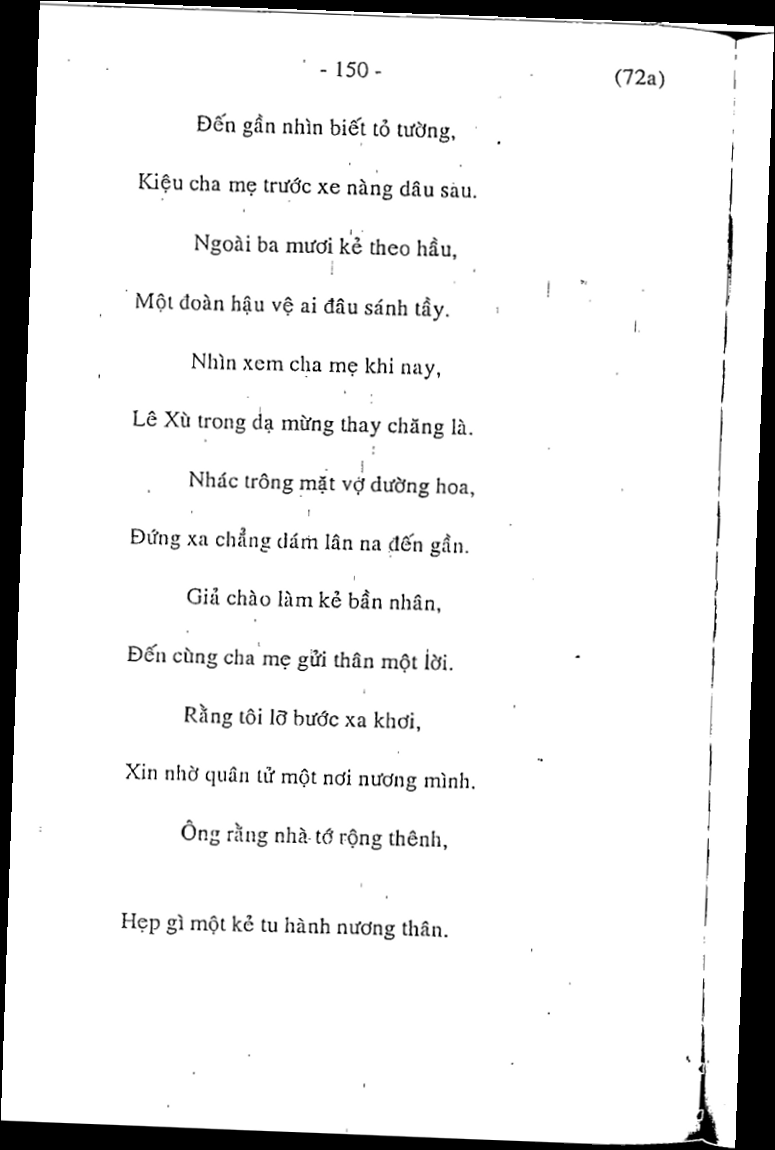 - 150 -
(72a)
Đến gần nhìn biết tỏ tường,
Kiệu cha mẹ trước xe nàng dâu sau.
Ngoài ba mươi kẻ theo hầu,
Một đoàn hậu vệ ai đâu sánh tầy.
Nhìn xem cha mẹ khi nay,
Lê Xù trong dạ mừng thay chăng là.
Nhác trông mặt vợ dường hoa,
Đứng xa chẳng dám lân na đến gần.
Giả chào làm kẻ bần nhân,
Đến cùng cha mẹ gửi thân một lời.
Rằng tôi lỡ bước xa khơi,
Xin nhờ quân tử một nơi nương mình.
Ông rằng nhà tớ rộng thênh,
Hẹp gì một kẻ tu hành nương thân.